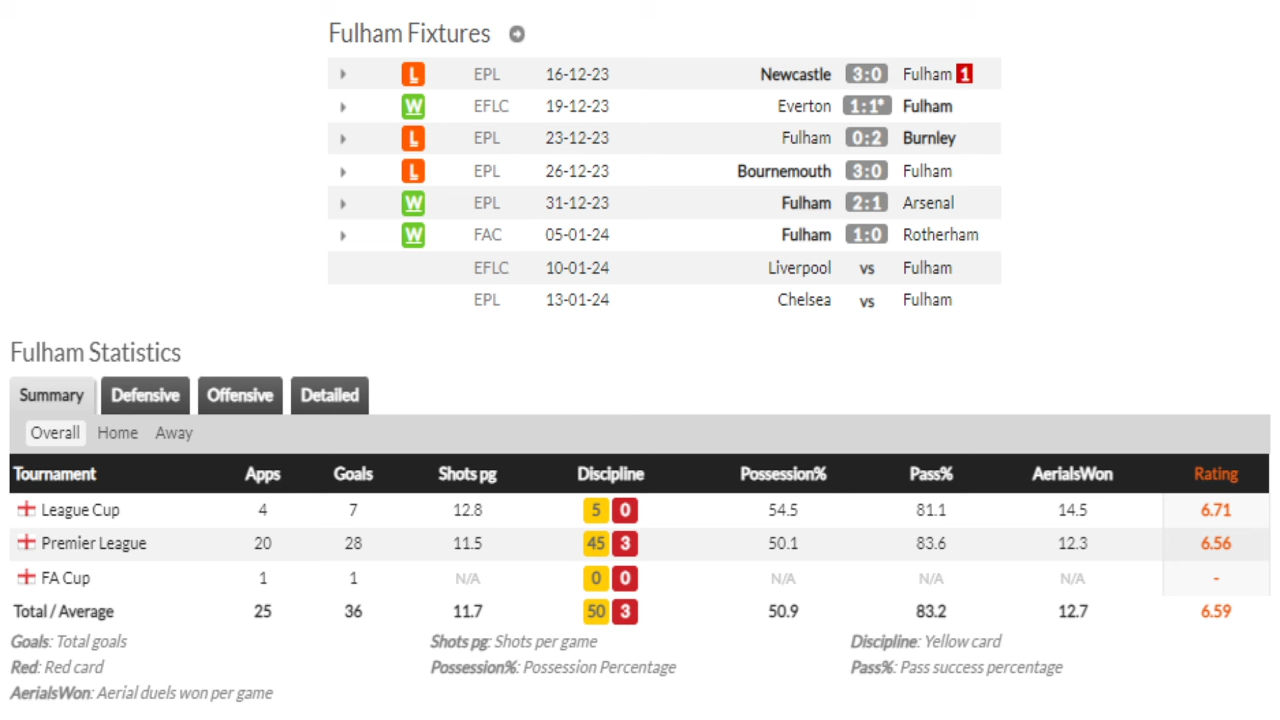 Fulham Fixtures
L EPL 16-12-23 Newcastle 3:0 Fulham 1
W EFLC 19-12-23 Everton 1:1* Fulham
L EPL 23-12-23 Fulham 0:2 Burnley
L EPL 26-12-23 Bournemouth 3:0 Fulham
W EPL 31-12-23 Fulham 2:1 Arsenal
W FAC 05-01-24 Fulham 1:0 Rotherham
EFLC 10-01-24 Liverpool vs Fulham
EPL 13-01-24 Chelsea vs Fulham
Fulham Statistics
Summary Defensive Offensive Detailed
Overall Home Away
Tournament Apps Goals Shots pg Discipline Possession% Pass% AerialsWon Rating
League Cup 4 7 12.8 5 0 54.5 81.1 14.5 6.71
Premier League 20 28 11.5 45 3 50.1 83.6 12.3 6.56
FA Cup 1 1 N/A 0 0 N/A N/A N/A -
Total / Average 25 36 11.7 50 3 50.9 83.2 12.7 6.59
Goals: Total goals Shots pg: Shots per game Discipline: Yellow card
Red: Red card Possession%: Possession Percentage Pass%: Pass success percentage
AerialsWon: Aerial duels won per game